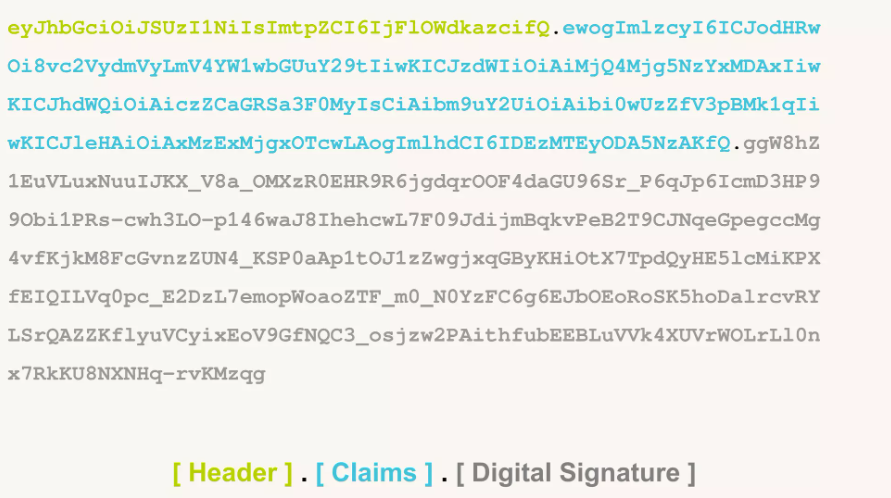 eyJhbGciOiJSUzI1NiIsImtpZCI6IjFlOWdkazcifQ.ewogImlzcyI6ICJodHRw
Oi8vc2VydmVyLmV4YW1wbGUuY29tIiwKICJzdWIiOiAiMjQ4Mjg5NzYxMDAxIiw
KICJhdWQiOiAiczZCaGRSa3F0MyIsCiAibm9uY2UiOiAibi0wUzZfV3pBMk1qIi
wKICJleHAiOiAxMzExMjgxOTcwLAogImlhdCI6IDEzMTEyODA5NzAKfQ.ggW8hZ
1EuVLuxNuuIJKX_V8a_OMXzR0EHR9R6jgdqrOOF4daGU96Sr_P6qJp6IcmD3HP9
9Obi1PRs-cwh3LO-p146waJ8IhehcwL7F09JdijmBqkvPeB2T9CJNqeGpegccMg
4vfKjkM8FcGvnzZUN4_KSP0aAp1tOJ1zZwgjxqGByKHiOtX7TpdQyHE5lcMiKPX
fEIQILVq0pc_E2DzL7emopWoaoZTF_m0_N0YzFC6g6EJbOEoRoSK5hoDalrcvRY
LSrQAZZKflyuVCyixEoV9GfNQC3_osjzw2PAithfubEEBLuVVk4XUVrWOLrLl0n
x7RkKU8NXNHq-rvKMzqg
[ Header ] . [ Claims ] . [ Digital Signature ]